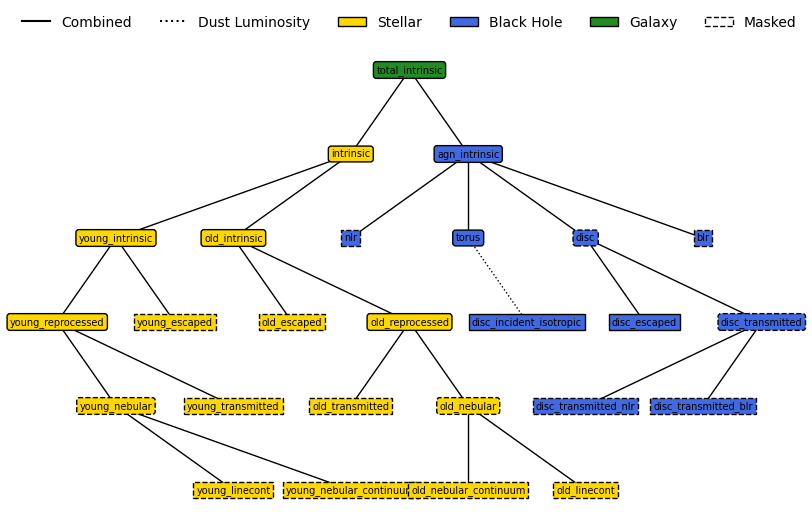 Combined Dust Luminosity Stellar Black Hole Galaxy Masked
total_intrinsic
intrinsic agn_intrinsic
young_intrinsic old_intrinsic nlr torus disc blr
young_reprocessed young_escaped old_escaped old_reprocessed disc_incident_isotropic disc_escaped disc_transmitted
young_nebular young_transmitted old_transmitted old_nebular disc_transmitted_nlr disc_transmitted_blr
young_linecont young_nebular_continuum old_nebular_continuum old_linecont